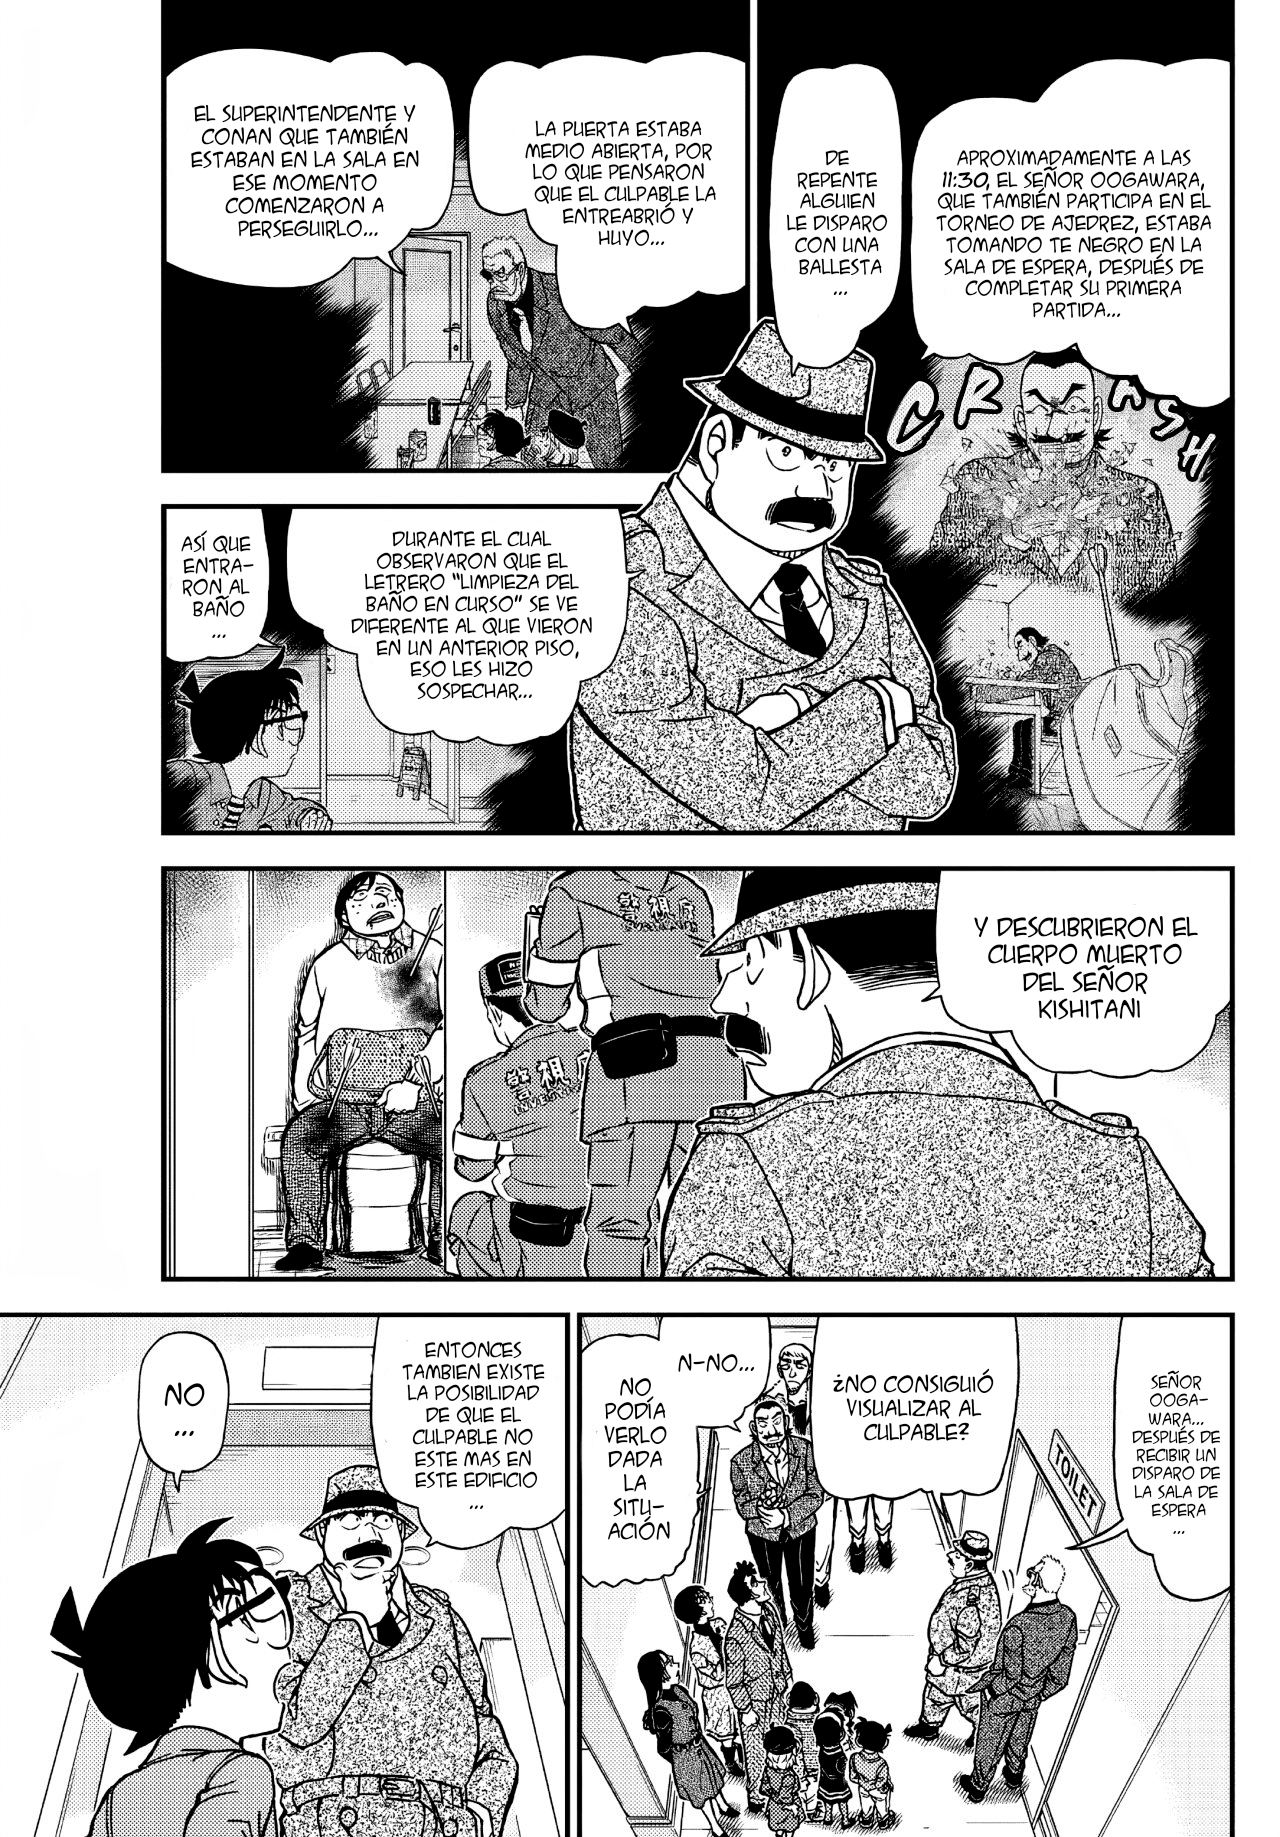 APROXIMADAMENTE A LAS
11:30, EL SEÑOR OOGAWARA,
QUE TAMBIÉN PARTICIPA EN EL
TORNEO DE AJEDREZ, ESTABA
TOMANDO TE NEGRO EN LA
SALA DE ESPERA, DESPUÉS DE
COMPLETAR SU PRIMERA
PARTIDA...
CRASH
DE
REPENTE
ALGUIEN
LE DISPARO
CON UNA
BALLESTA
...
LA PUERTA ESTABA
MEDIO ABIERTA, POR
LO QUE PENSARON
QUE EL CULPABLE LA
ENTREABRIÓ Y
HUYO...
EL SUPERINTENDENTE Y
CONAN QUE TAMBIÉN
ESTABAN EN LA SALA EN
ESE MOMENTO
COMENZARON A
PERSEGUIRLO...
DURANTE EL CUAL
OBSERVARON QUE EL
LETRERO "LIMPIEZA DEL
BAÑO EN CURSO" SE VE
DIFERENTE AL QUE VIERON
EN UN ANTERIOR PISO,
ESO LES HIZO
SOSPECHAR...
ASÍ QUE
ENTRA-
RON AL
BAÑO
...
Y DESCUBRIERON EL
CUERPO MUERTO
DEL SEÑOR
KISHITANI
警視庁
警視庁
SEÑOR
OOGA-
WARA...
DESPUÉS DE
RECIBIR UN
DISPARO DE
LA SALA DE
ESPERA
...
TOILET
¿NO CONSIGUIÓ
VISUALIZAR AL
CULPABLE?
N-NO...
NO
PODÍA
VERLO
DADA
LA
SITU-
ACIÓN
ENTONCES
TAMBIEN EXISTE
LA POSIBILIDAD
DE QUE EL
CULPABLE NO
ESTE MAS EN
ESTE EDIFICIO
...
NO
...